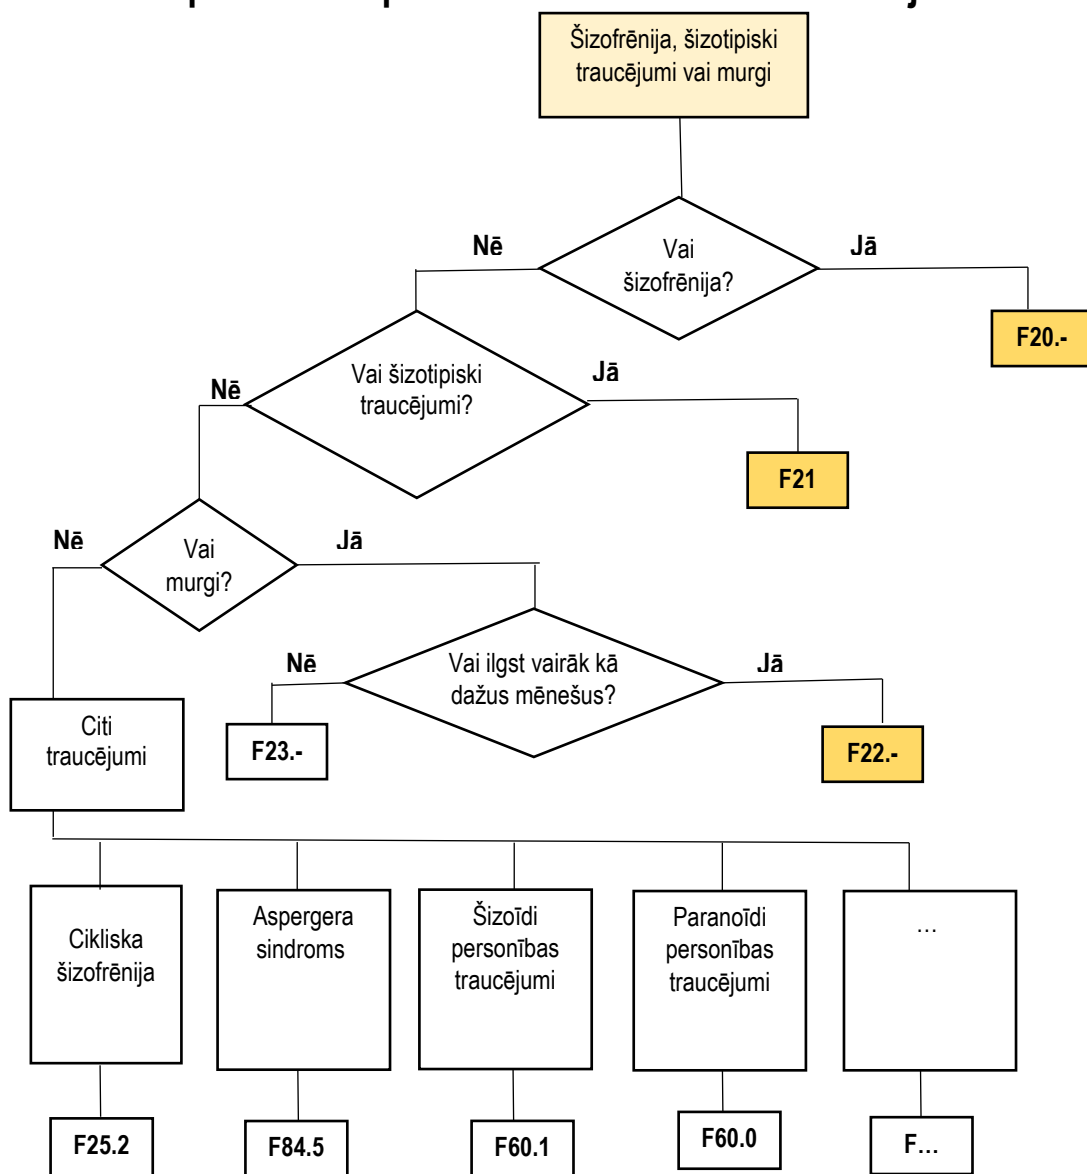 Šizofrēnija, šizotipiski
traucējumi vai murgi
Nē
Vai
šizofrēnija?
Jā
F20.-
Nē
Vai šizotipiski
traucējumi?
Jā
F21
Nē
Vai
murgi?
Jā
Nē
Vai ilgst vairāk kā
dažus mēnešus?
Jā
Citi
traucējumi
F23.-
F22.-
Cikliska
šizofrēnija
Aspergera
sindroms
Šizoīdi
personības
traucējumi
Paranoīdi
personības
traucējumi
…
F25.2
F84.5
F60.1
F60.0
F…